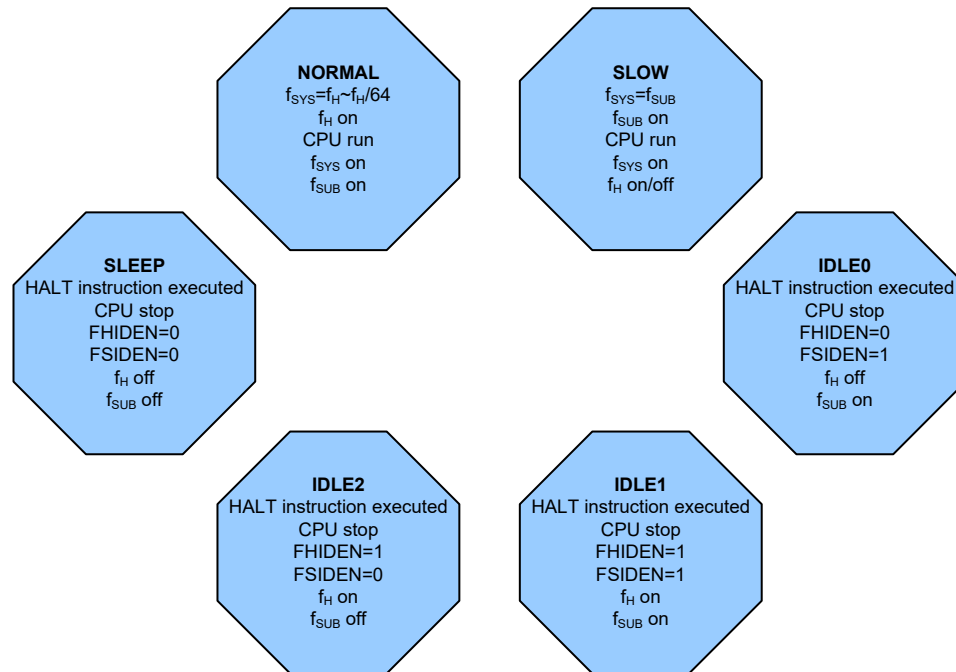 NORMAL
fSYS=fH~fH/64
fH on
CPU run
fSYS on
fSUB on
SLOW
fSYS=fSUB
fSUB on
CPU run
fSYS on
fH on/off
SLEEP
HALT instruction executed
CPU stop
FHIDEN=0
FSIDEN=0
fH off
fSUB off
IDLE0
HALT instruction executed
CPU stop
FHIDEN=0
FSIDEN=1
fH off
fSUB on
IDLE2
HALT instruction executed
CPU stop
FHIDEN=1
FSIDEN=0
fH on
fSUB off
IDLE1
HALT instruction executed
CPU stop
FHIDEN=1
FSIDEN=1
fH on
fSUB on